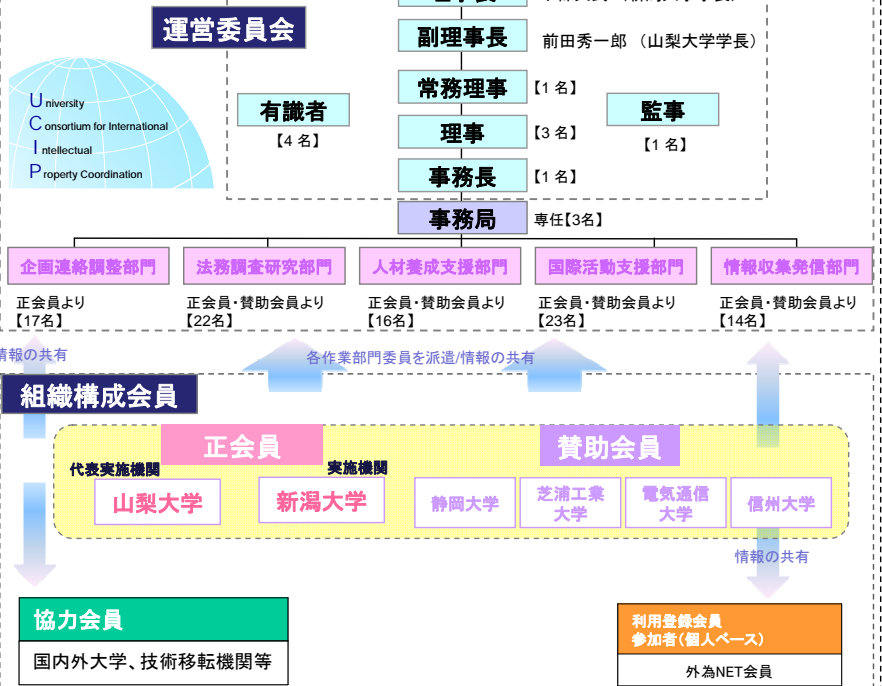 運営委員会
副理事長
前田秀一郎 （山梨大学学長）
常務理事
【1 名】
有識者
【4 名】
監事
【1 名】
理事
【3 名】
事務長
【1 名】
事務局
専任【3名】
University
Consortium for International
Intellectual
Property Coordination
企画連絡調整部門
法務調査研究部門
人材養成支援部門
国際活動支援部門
情報収集発信部門
正会員より
【17名】
正会員・賛助会員より
【22名】
正会員・賛助会員より
【16名】
正会員・賛助会員より
【23名】
正会員・賛助会員より
【14名】
情報の共有
各作業部門委員を派遣/情報の共有
組織構成会員
正会員
賛助会員
代表実施機関
実施機関
山梨大学
新潟大学
静岡大学
芝浦工業
大学
電気通信
大学
信州大学
情報の共有
協力会員
国内外大学、技術移転機関等
利用登録会員
参加者（個人ベース）
外為NET会員